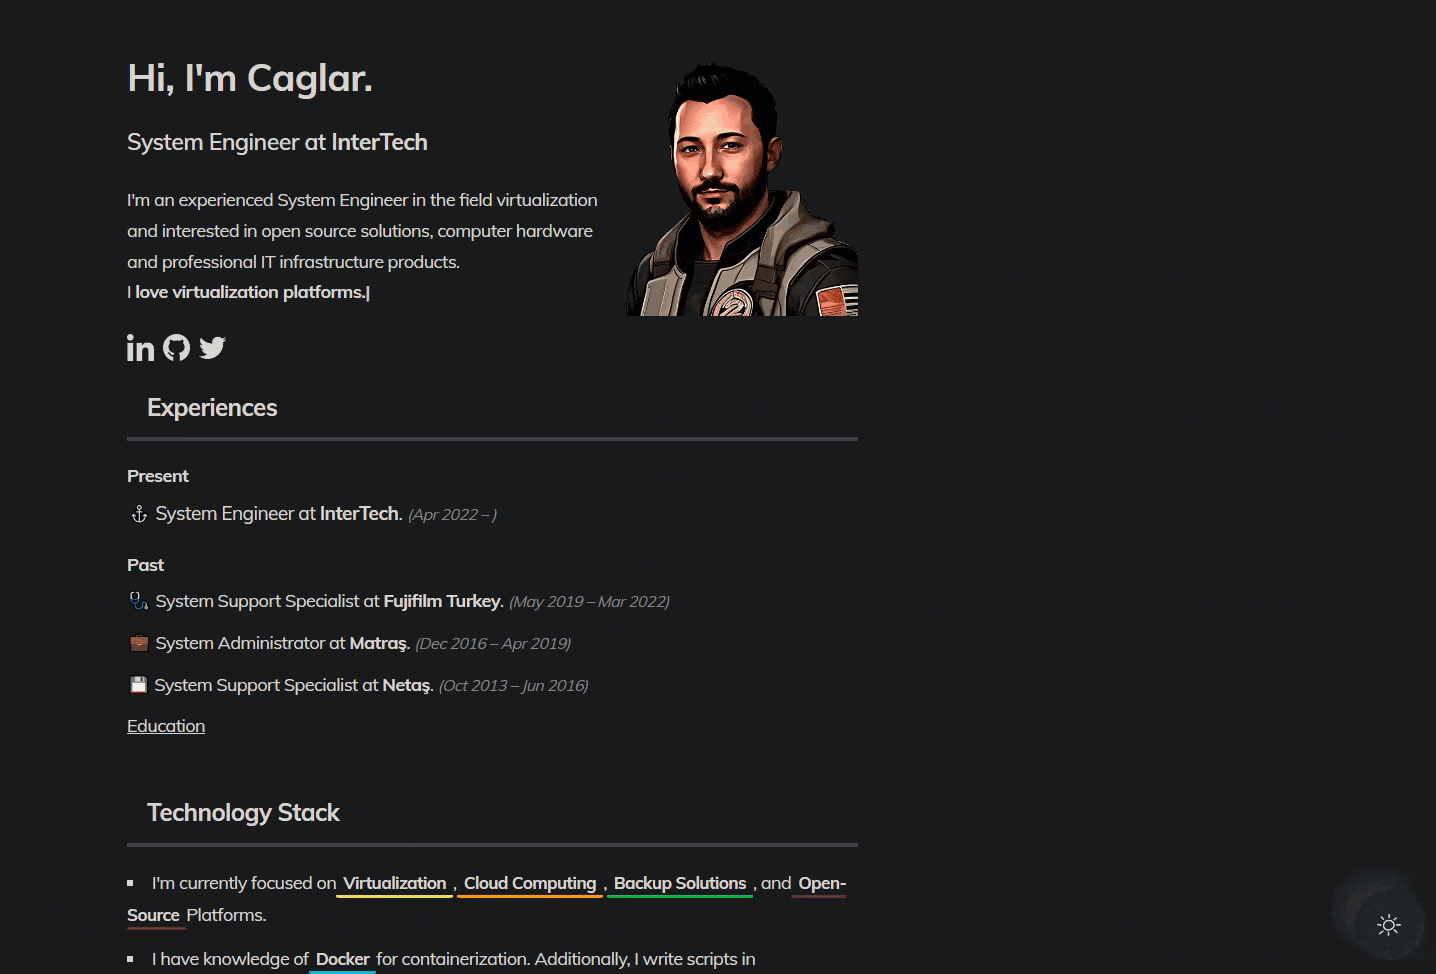 Hi, I'm Caglar.
System Engineer at InterTech
I'm an experienced System Engineer in the field virtualization
and interested in open source solutions, computer hardware
and professional IT infrastructure products.
I love virtualization platforms.|
in
Experiences
Present
System Engineer at InterTech. (Apr 2022 – )
Past
System Support Specialist at Fujifilm Turkey. (May 2019 – Mar 2022)
System Administrator at Matraş. (Dec 2016 – Apr 2019)
System Support Specialist at Netaş. (Oct 2013 – Jun 2016)
Education
Technology Stack
I'm currently focused on Virtualization , Cloud Computing , Backup Solutions , and Open-
Source Platforms.
I have knowledge of Docker for containerization. Additionally, I write scripts in